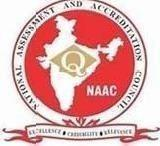 NATIONAL ASSESSMENT AND ACCREDITATION COUNCIL
Q
NAAC
EXCELLENCE • CREDIBILITY • RELEVANCE